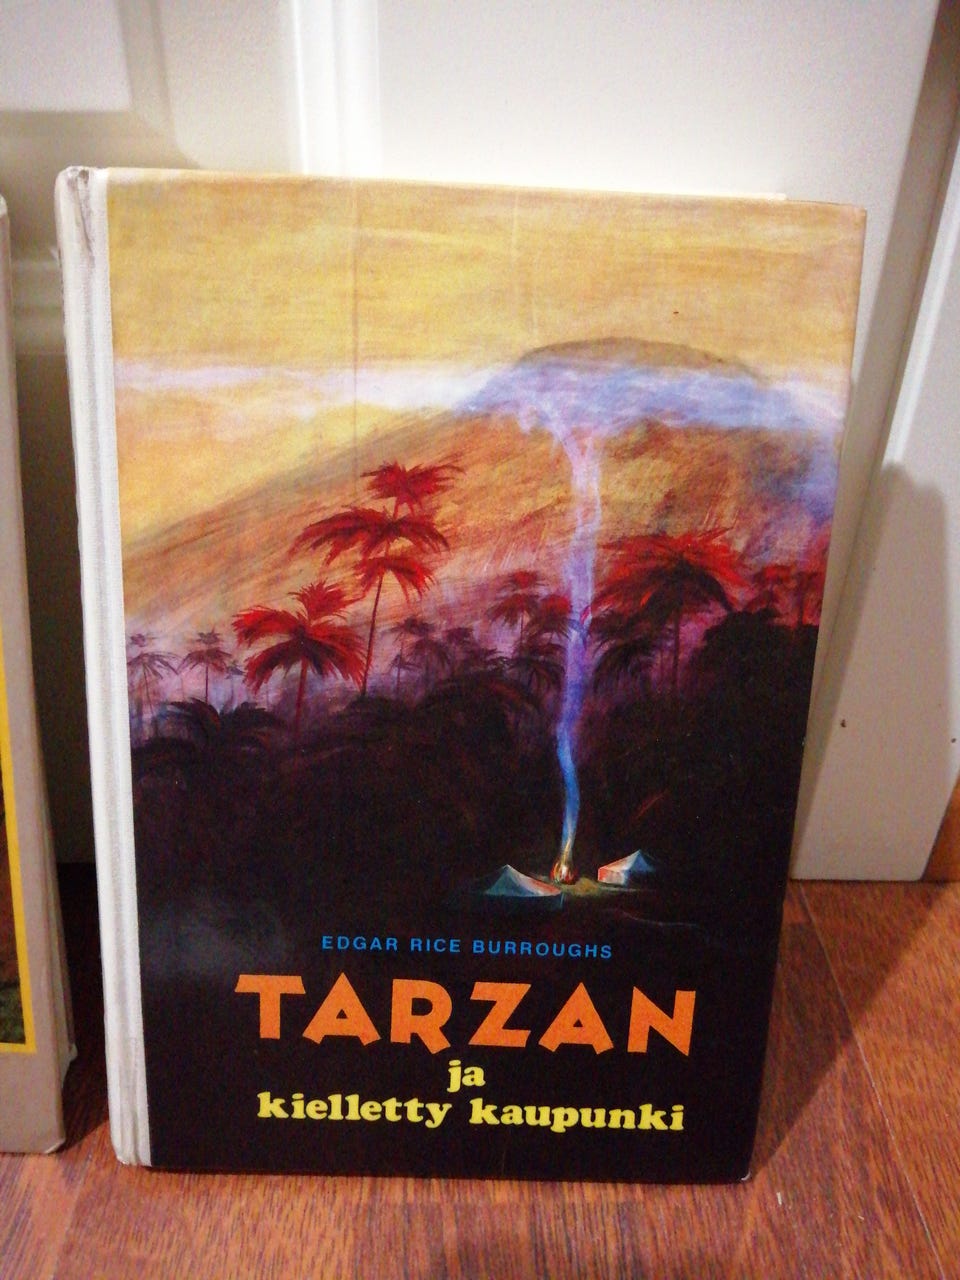 EDGAR RICE BURROUGHS
TARZAN
ja
kielletty kaupunki